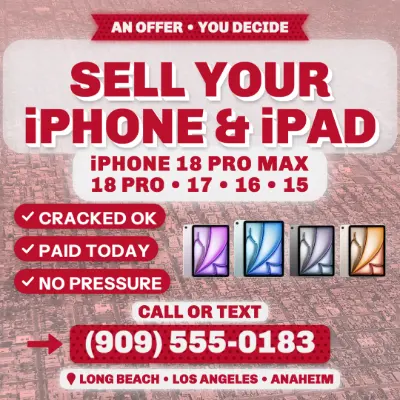 AN OFFER • YOU DECIDE
SELL YOUR
iPHONE & iPAD
iPHONE 18 PRO MAX
18 PRO • 17 • 16 • 15
CRACKED OK
PAID TODAY
NO PRESSURE
CALL OR TEXT
(909) 555-0183
LONG BEACH • LOS ANGELES • ANAHEIM